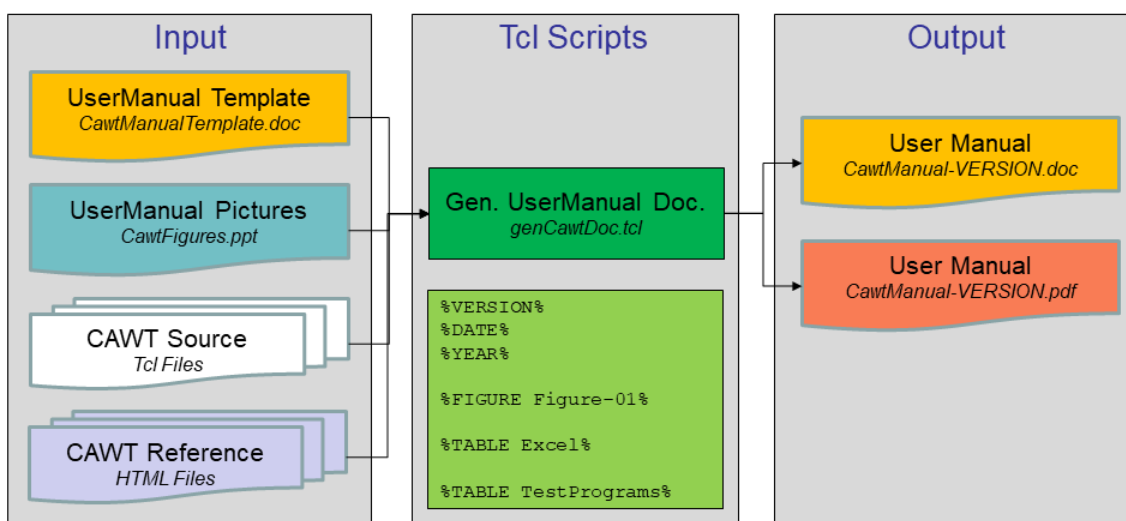 Input
UserManual Template
CawtManualTemplate.doc
UserManual Pictures
CawtFigures.ppt
CAWT Source
Tcl Files
CAWT Reference
HTML Files
Tcl Scripts
Gen. UserManual Doc.
genCawtDoc.tcl
%VERSION%
%DATE%
%YEAR%
%FIGURE Figure-01%
%TABLE Excel%
%TABLE TestPrograms%
Output
User Manual
CawtManual-VERSION.doc
User Manual
CawtManual-VERSION.pdf